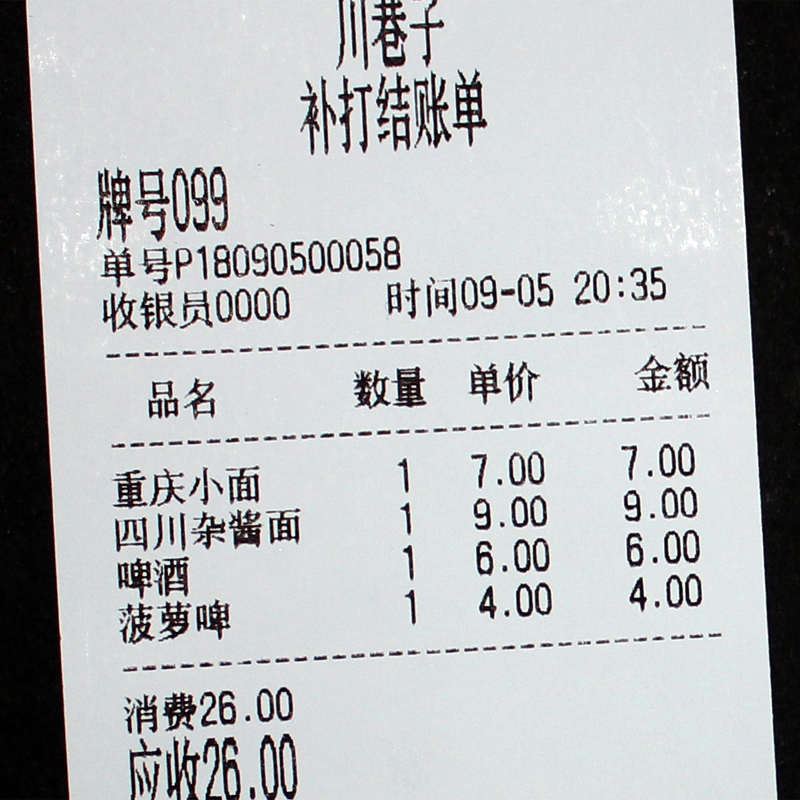 川巷子
补打结账单
牌号099
单号P18090500058
收银员0000 时间09-05 20:35
品名 数量 单价 金额
重庆小面 1 7.00 7.00
四川杂酱面 1 9.00 9.00
啤酒 1 6.00 6.00
菠萝啤 1 4.00 4.00
消费26.00
应收26.00